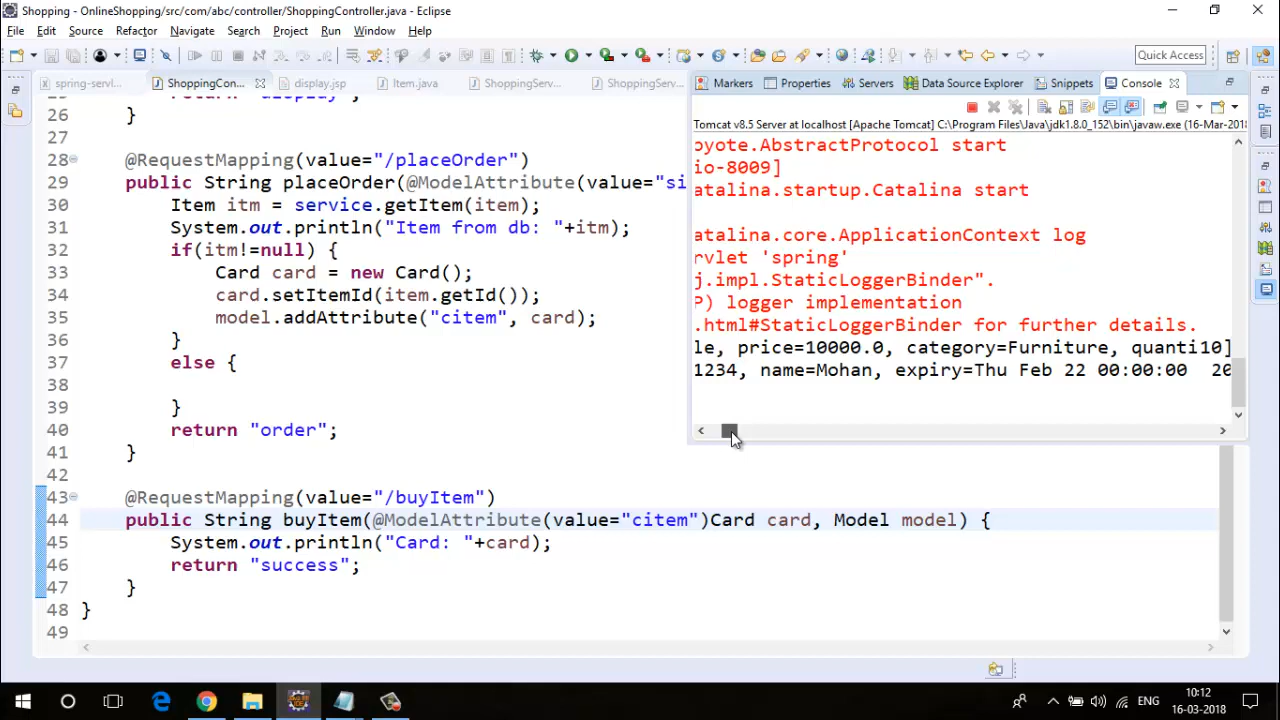 Shopping - OnlineShopping/src/com/abc/controller/ShoppingController.java - Eclipse
File Edit Source Refactor Navigate Search Project Run Window Help
Quick Access
spring-servl... ShoppingCon... display.jsp Item.java ShoppingServ... ShoppingServ...
Markers Properties Servers Data Source Explorer Snippets Console
Tomcat v8.5 Server at localhost [Apache Tomcat] C:\Program Files\Java\jdk1.8.0_152\bin\javaw.exe (16-Mar-2018
25 return "display";
26 }
27
28 @RequestMapping(value="/placeOrder")
29 public String placeOrder(@ModelAttribute(value="si
30 Item itm = service.getItem(item);
31 System.out.println("Item from db: "+itm);
32 if(itm!=null) {
33 Card card = new Card();
34 card.setItemId(item.getId());
35 model.addAttribute("citem", card);
36 }
37 else {
38
39 }
40 return "order";
41 }
42
43 @RequestMapping(value="/buyItem")
44 public String buyItem(@ModelAttribute(value="citem")Card card, Model model) {
45 System.out.println("Card: "+card);
46 return "success";
47 }
48 }
49
oyote.AbstractProtocol start
io-8009]
atalina.startup.Catalina start
atalina.core.ApplicationContext log
rvlet 'spring'
j.impl.StaticLoggerBinder".
P) logger implementation
.html#StaticLoggerBinder for further details.
le, price=10000.0, category=Furniture, quanti10]
1234, name=Mohan, expiry=Thu Feb 22 00:00:00 20
ENG
10:12
16-03-2018